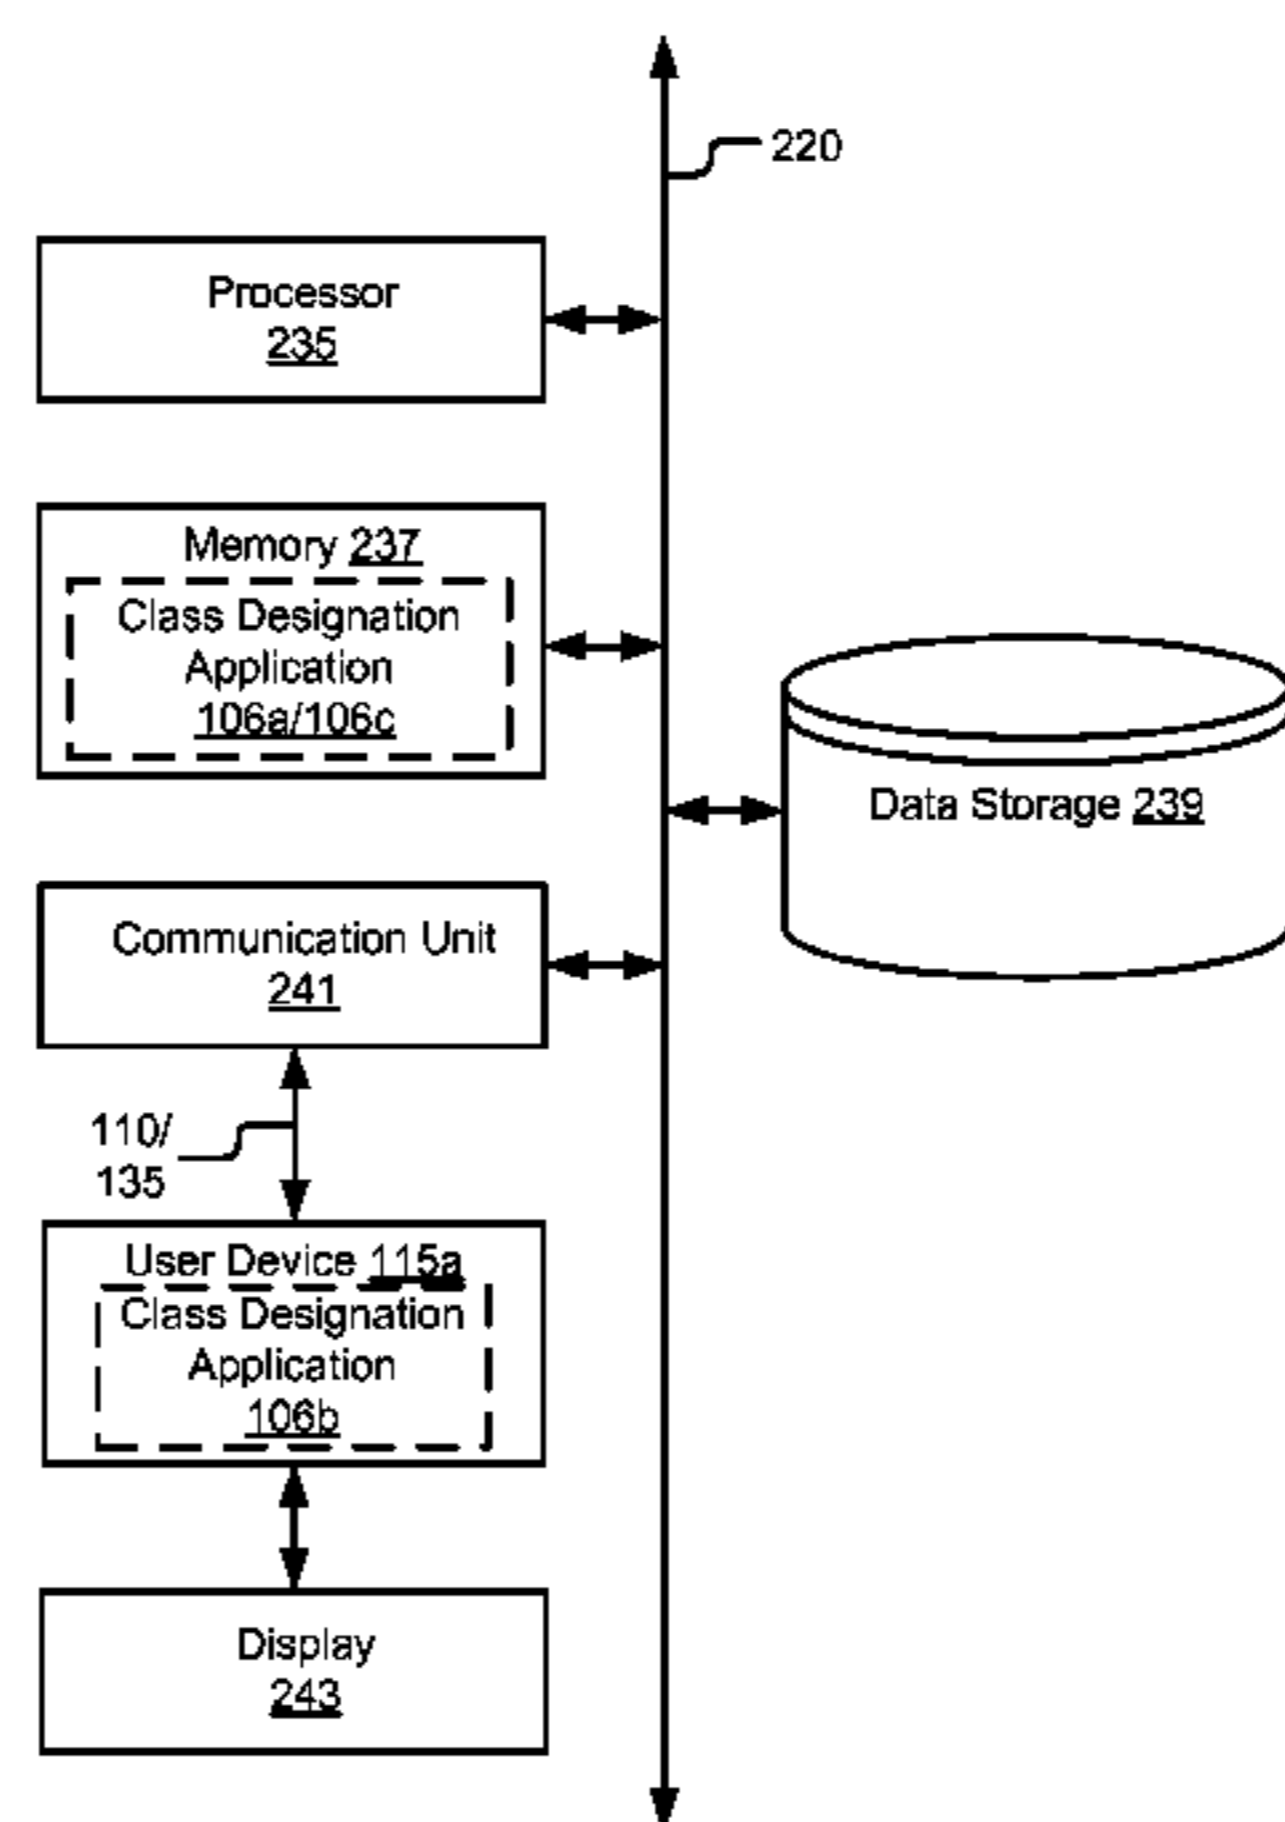 220
Processor
235
Memory 237
Class Designation
Application
106a/106c
Data Storage 239
Communication Unit
241
110/
135
User Device 115a
Class Designation
Application
106b
Display
243